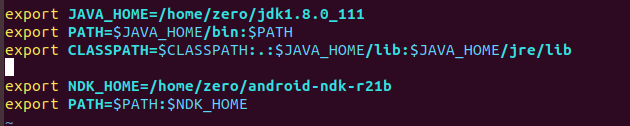 export JAVA_HOME=/home/zero/jdk1.8.0_111
export PATH=$JAVA_HOME/bin:$PATH
export CLASSPATH=$CLASSPATH:.:$JAVA_HOME/lib:$JAVA_HOME/jre/lib
export NDK_HOME=/home/zero/android-ndk-r21b
export PATH=$PATH:$NDK_HOME
~